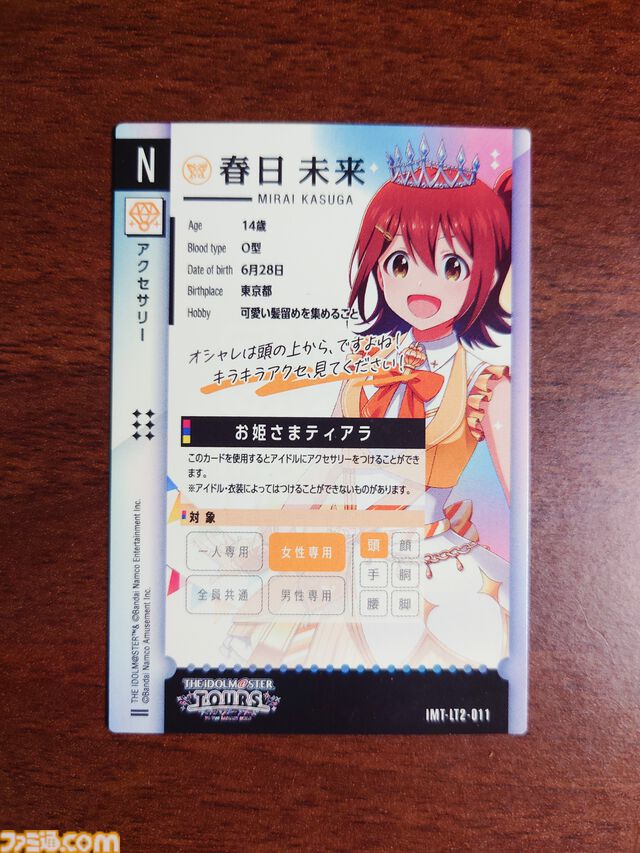 N
アクセサリー
春日 未来
MIRAI KASUGA
Age 14歳
Blood type O型
Date of birth 6月28日
Birthplace 東京都
Hobby 可愛い髪留めを集めること
オシャレは頭の上から、ですよね！
キラキラアクセ、見てください！
お姫さまティアラ
このカードを使用するとアイドルにアクセサリーをつけることができ
ます。
※アイドル・衣装によってはつけることができないものがあります。
対象
一人専用 女性専用 頭 顔
手 胴
全員共通 男性専用 腰 脚
THE IDOLM@STER™& ©Bandai Namco Entertainment Inc.
©Bandai Namco Amusement Inc.
THE iDOLM@STER
TOURS
IMT-LT2-011
ファミ通.com